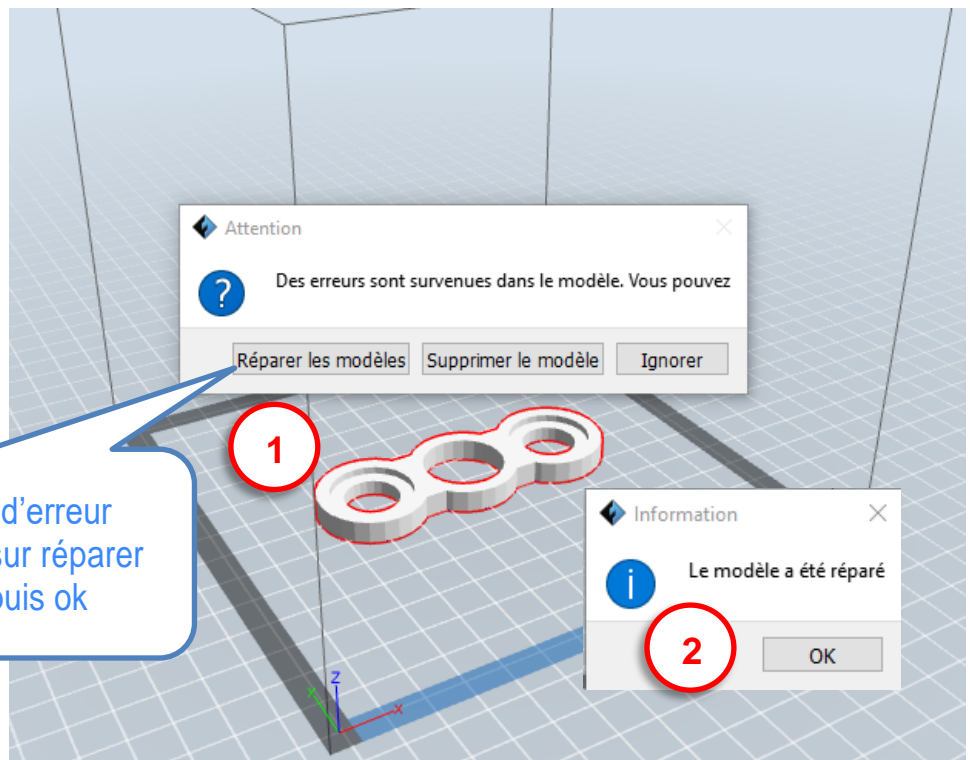 Attention
Des erreurs sont survenues dans le modèle. Vous pouvez
Réparer les modèles Supprimer le modèle Ignorer
1
d’erreur
sur réparer
puis ok
Information
Le modèle a été réparé
2
OK
z
y
x